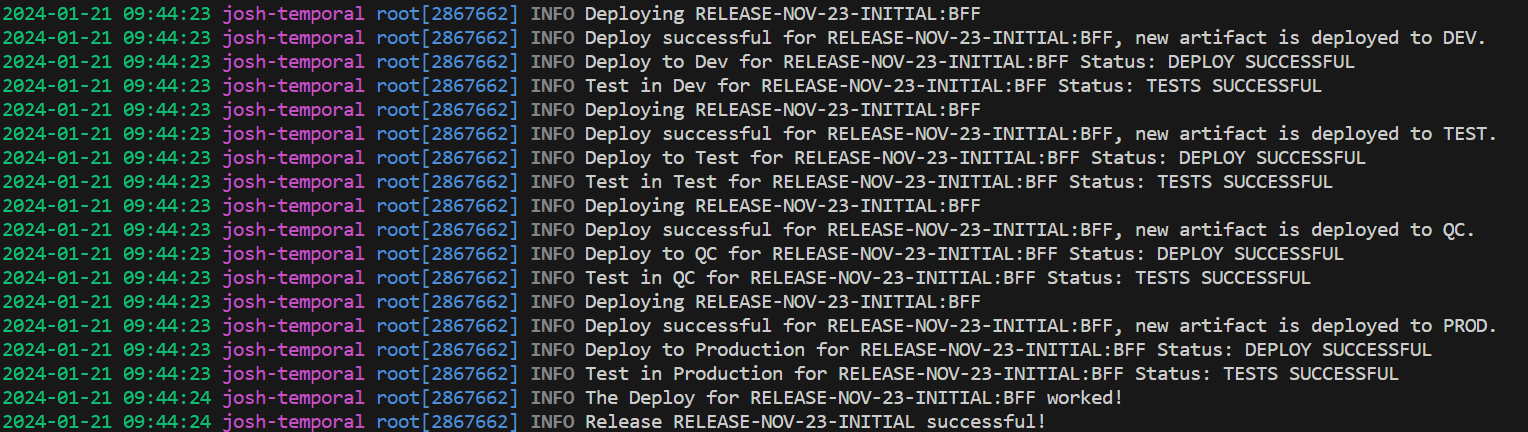 2024-01-21 09:44:23 josh-temporal root[2867662] INFO Deploying RELEASE-NOV-23-INITIAL:BFF
2024-01-21 09:44:23 josh-temporal root[2867662] INFO Deploy successful for RELEASE-NOV-23-INITIAL:BFF, new artifact is deployed to DEV.
2024-01-21 09:44:23 josh-temporal root[2867662] INFO Deploy to Dev for RELEASE-NOV-23-INITIAL:BFF Status: DEPLOY SUCCESSFUL
2024-01-21 09:44:23 josh-temporal root[2867662] INFO Test in Dev for RELEASE-NOV-23-INITIAL:BFF Status: TESTS SUCCESSFUL
2024-01-21 09:44:23 josh-temporal root[2867662] INFO Deploying RELEASE-NOV-23-INITIAL:BFF
2024-01-21 09:44:23 josh-temporal root[2867662] INFO Deploy successful for RELEASE-NOV-23-INITIAL:BFF, new artifact is deployed to TEST.
2024-01-21 09:44:23 josh-temporal root[2867662] INFO Deploy to Test for RELEASE-NOV-23-INITIAL:BFF Status: DEPLOY SUCCESSFUL
2024-01-21 09:44:23 josh-temporal root[2867662] INFO Test in Test for RELEASE-NOV-23-INITIAL:BFF Status: TESTS SUCCESSFUL
2024-01-21 09:44:23 josh-temporal root[2867662] INFO Deploying RELEASE-NOV-23-INITIAL:BFF
2024-01-21 09:44:23 josh-temporal root[2867662] INFO Deploy successful for RELEASE-NOV-23-INITIAL:BFF, new artifact is deployed to QC.
2024-01-21 09:44:23 josh-temporal root[2867662] INFO Deploy to QC for RELEASE-NOV-23-INITIAL:BFF Status: DEPLOY SUCCESSFUL
2024-01-21 09:44:23 josh-temporal root[2867662] INFO Test in QC for RELEASE-NOV-23-INITIAL:BFF Status: TESTS SUCCESSFUL
2024-01-21 09:44:23 josh-temporal root[2867662] INFO Deploying RELEASE-NOV-23-INITIAL:BFF
2024-01-21 09:44:23 josh-temporal root[2867662] INFO Deploy successful for RELEASE-NOV-23-INITIAL:BFF, new artifact is deployed to PROD.
2024-01-21 09:44:23 josh-temporal root[2867662] INFO Deploy to Production for RELEASE-NOV-23-INITIAL:BFF Status: DEPLOY SUCCESSFUL
2024-01-21 09:44:23 josh-temporal root[2867662] INFO Test in Production for RELEASE-NOV-23-INITIAL:BFF Status: TESTS SUCCESSFUL
2024-01-21 09:44:24 josh-temporal root[2867662] INFO The Deploy for RELEASE-NOV-23-INITIAL:BFF worked!
2024-01-21 09:44:24 josh-temporal root[2867662] INFO Release RELEASE-NOV-23-INITIAL successful!